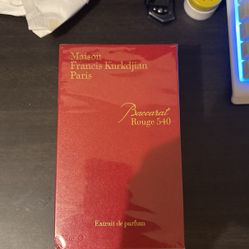 Maison
Francis Kurkdjian
Paris
Baccarat
Rouge 540
Extrait de parfum